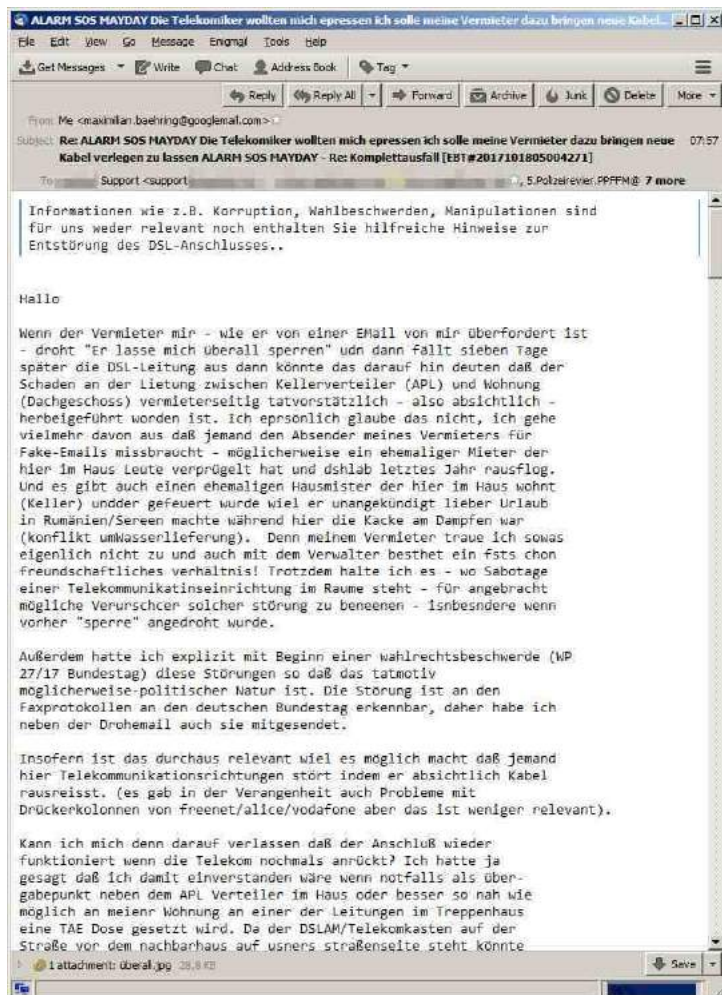 ALARM SOS MAYDAY Die Telekomiker wollten mich epressen ich solle meine Vermieter dazu bringen neue Kabel...
File Edit View Go Message Enigmail Tools Help
Get Messages Write Chat Address Book Tag
Reply Reply All Forward Archive Junk Delete More
From Me <maximilian.baehring@googlemail.com>
Subject Re: ALARM SOS MAYDAY Die Telekomiker wollten mich epressen ich solle meine Vermieter dazu bringen neue 07:57
Kabel verlegen zu lassen ALARM SOS MAYDAY - Re: Komplettausfall [EBT#2017101805004271]
To Support <support , 5.Polizeirevier.PPFFM@ 7 more
Informationen wie z.B. Korruption, Wahlbeschwerden, Manipulationen sind
für uns weder relevant noch enthalten Sie hilfreiche Hinweise zur
Entstörung des DSL-Anschlusses..
Hallo
Wenn der Vermieter mir - wie er von einer EMail von mir überfordert ist
- droht "Er lasse mich überall sperren" udn dann fällt sieben Tage
später die DSL-Leitung aus dann könnte das darauf hin deuten daß der
Schaden an der Lietung zwischen Kellerverteiler (APL) und Wohnung
(Dachgeschoss) vermieterseitig tatvorstätzlich - also absichtlich -
herbeigeführt worden ist. Ich eprsönlich glaube das nicht, ich gehe
vielmehr davon aus daß jemand den Absender meines Vermieters für
Fake-Emails missbraucht - möglicherweise ein ehemaliger Mieter der
hier im Haus Leute verprügelt hat und dshlab letztes Jahr rausflog.
Und es gibt auch einen ehemaligen Hausmister der hier im Haus wohnt
(Keller) undder gefeuert wurde wiel er unangekündigt lieber Urlaub
in Rumänien/Sereen machte während hier die Kacke am Dampfen war
(konflikt umWasserlieferung). Denn meinem Vermieter traue ich sowas
eigenlich nicht zu und auch mit dem Verwalter besthet ein fsts chon
freundschaftliches verhältnis! Trotzdem halte ich es - wo Sabotage
einer Telekommunikatinseinrichtung im Raume steht - für angebracht
mögliche Verurschcer solcher störung zu beneenen - isnbesndere wenn
vorher "sperre" angedroht wurde.
Außerdem hatte ich explizit mit Beginn einer wahlrechtsbeschwerde (WP
27/17 Bundestag) diese Störungen so daß das tatmotiv
möglicherweise-politischer Natur ist. Die Störung ist an den
Faxprotokollen an den deutschen Bundestag erkennbar, daher habe ich
neben der Drohemail auch sie mitgesendet.
Insofern ist das durchaus relevant wiel es möglich macht daß jemand
hier Telekommunikationsrichtungen stört indem er absichtlich Kabel
rausreisst. (es gab in der Verangenheit auch Probleme mit
Drückerkolonnen von freenet/alice/vodafone aber das ist weniger relevant).
Kann ich mich denn darauf verlassen daß der Anschluß wieder
funktioniert wenn die Telekom nochmals anrückt? Ich hatte ja
gesagt daß ich damit einverstanden wäre wenn notfalls als über-
gabepunkt neben dem APL Verteiler im Haus oder besser so nah wie
möglich an meienr Wohnung an einer der Leitungen im Treppenhaus
eine TAE Dose gesetzt wird. Da der DSLAM/Telekomkasten auf der
Straße vor dem nachbarhaus auf usners straßenseite steht könnte
1 attachment: überall.jpg 28,8 KB Save